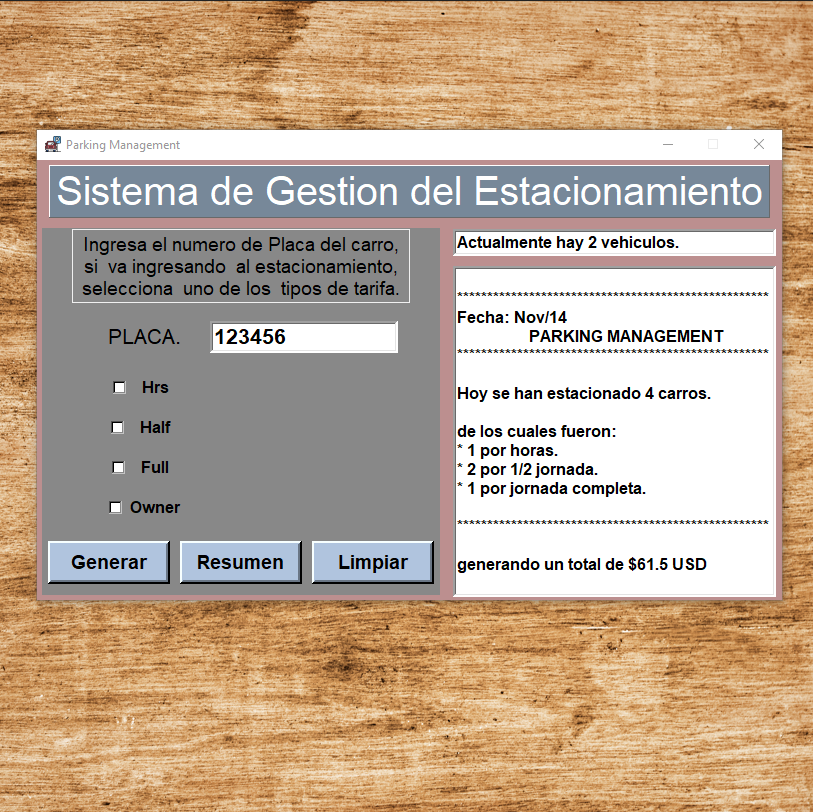 Parking Management
Sistema de Gestion del Estacionamiento
Ingresa el numero de Placa del carro,
si va ingresando al estacionamiento,
selecciona uno de los tipos de tarifa.
PLACA. 123456
Hrs
Half
Full
Owner
Generar Resumen Limpiar
Actualmente hay 2 vehiculos.
****************************************************
Fecha: Nov/14
PARKING MANAGEMENT
****************************************************
Hoy se han estacionado 4 carros.
de los cuales fueron:
* 1 por horas.
* 2 por 1/2 jornada.
* 1 por jornada completa.
****************************************************
generando un total de $61.5 USD